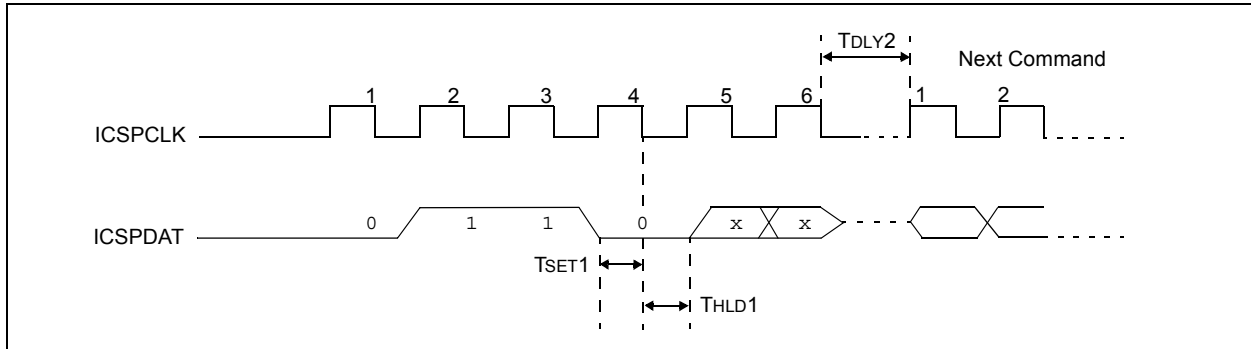 TDLY2
Next Command
1 2 3 4 5 6 1 2
ICSPCLK
0 1 1 0 x x
ICSPDAT
TSET1
THLD1